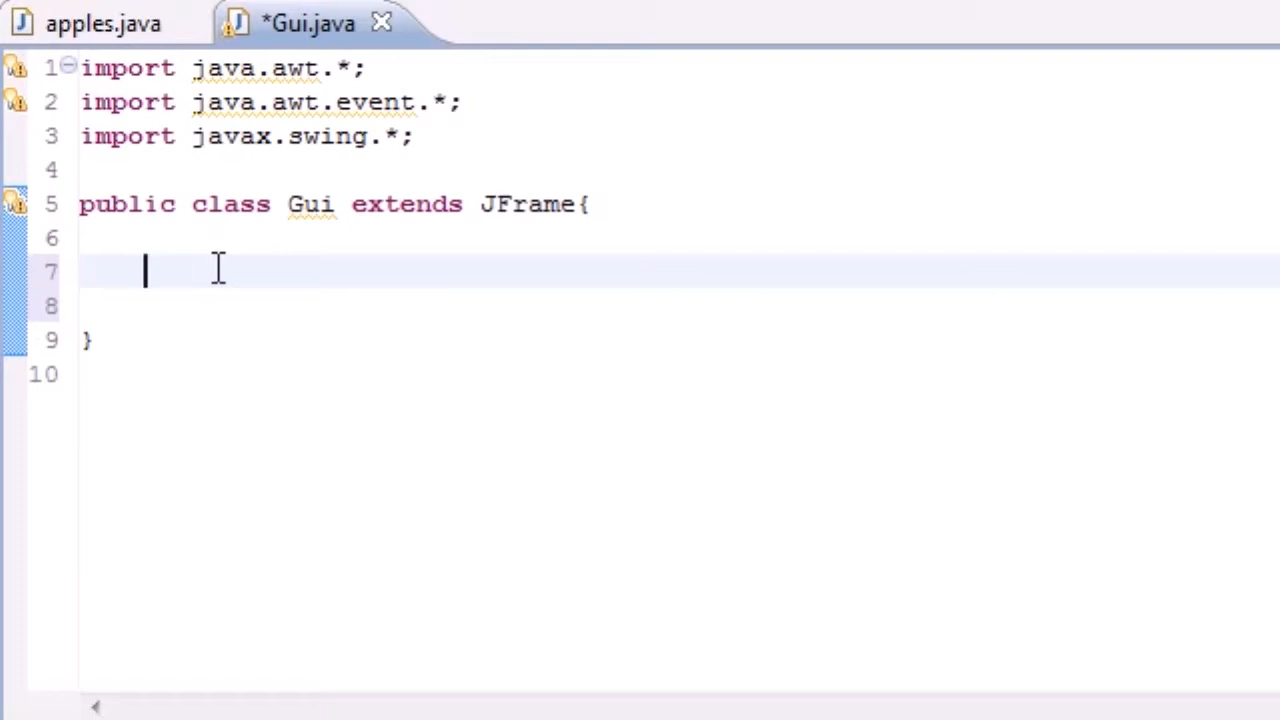 apples.java *Gui.java
1 import java.awt.*;
2 import java.awt.event.*;
3 import javax.swing.*;
4
5 public class Gui extends JFrame{
6
7
8
9 }
10